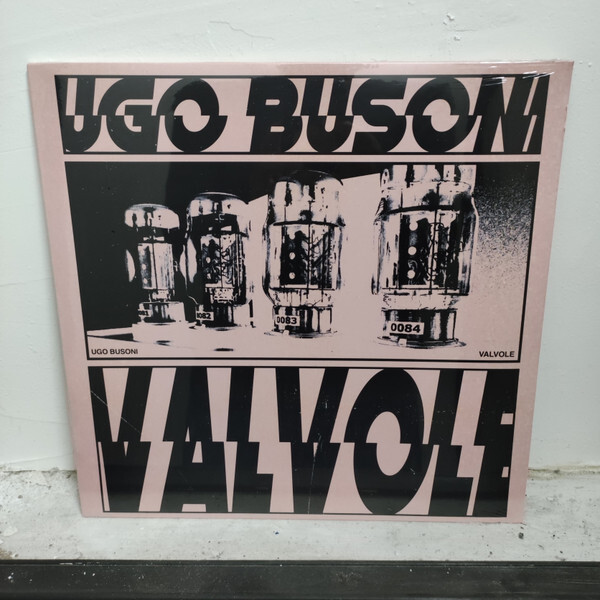 UGO BUSONI
0082
0083
0084
UGO BUSONI
VALVOLE
VALVOLE